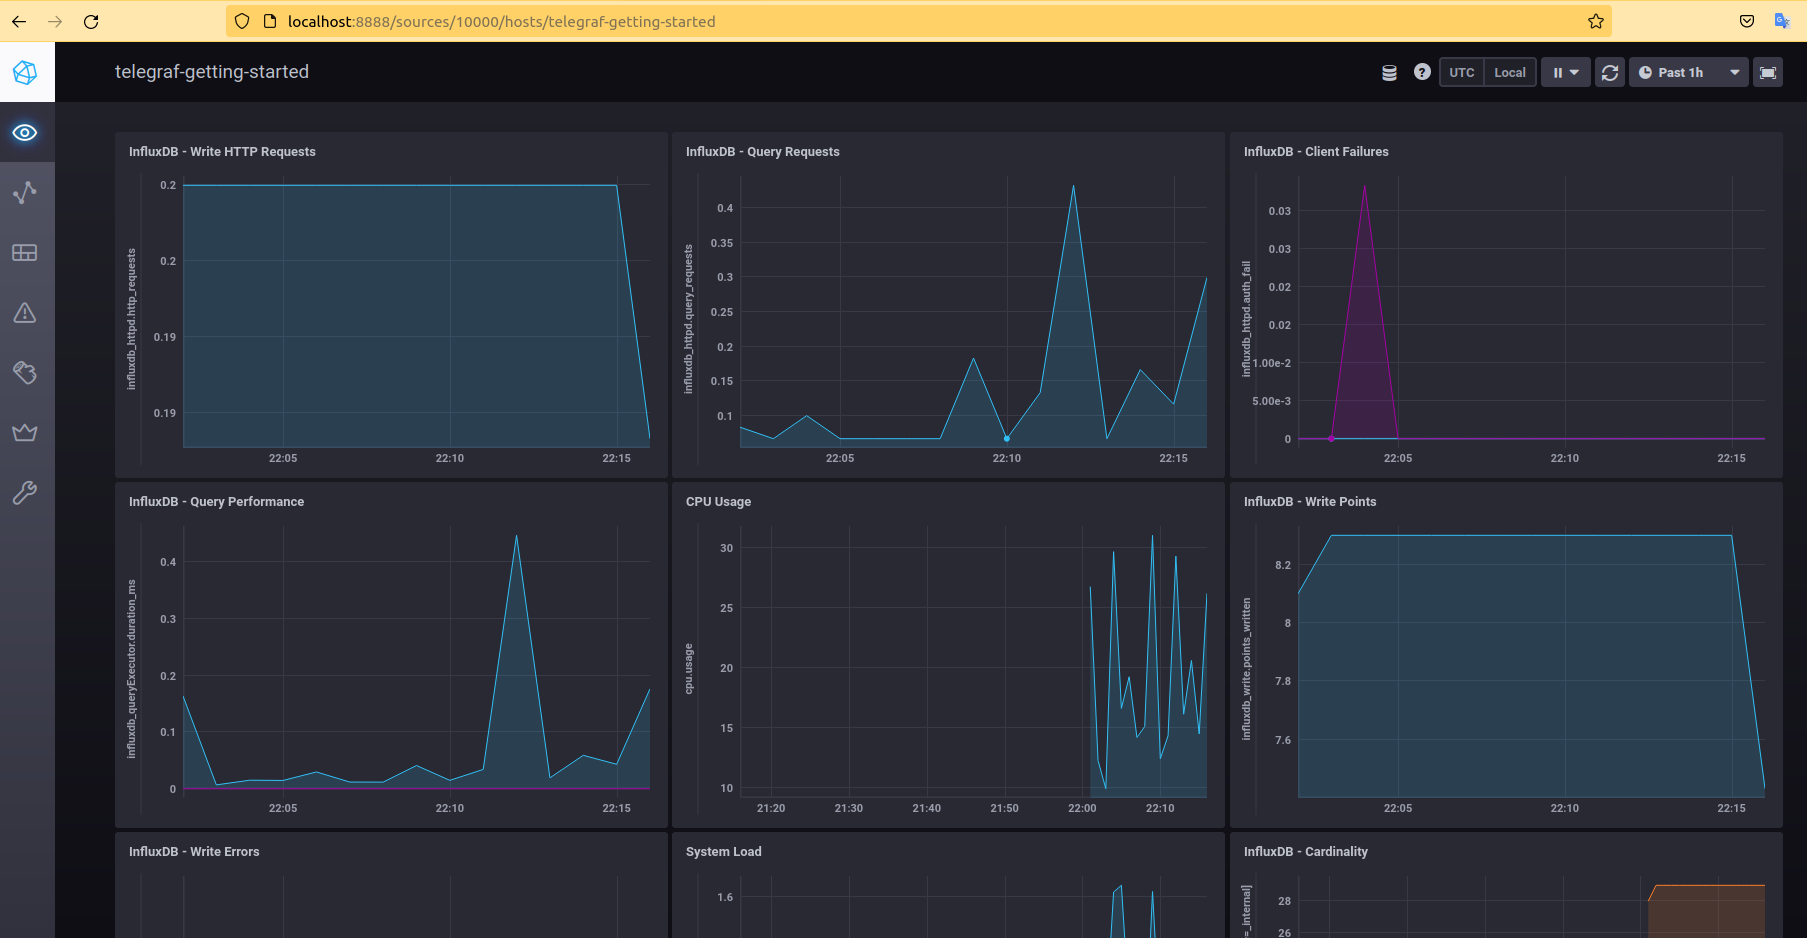 localhost:8888/sources/10000/hosts/telegraf-getting-started
telegraf-getting-started
UTC
Local
Past 1h
InfluxDB - Write HTTP Requests
influxdb_httpd.http_requests
0.2
0.2
0.19
0.19
22:05
22:10
22:15
InfluxDB - Query Requests
influxdb_httpd.query_requests
0.4
0.35
0.3
0.25
0.2
0.15
0.1
22:05
22:10
22:15
InfluxDB - Client Failures
influxdb_httpd.auth_fail
0.03
0.03
0.02
0.02
1.00e-2
5.00e-3
0
22:05
22:10
22:15
InfluxDB - Query Performance
influxdb_queryExecutor.duration_ms
0.4
0.3
0.2
0.1
0
22:05
22:10
22:15
CPU Usage
cpu.usage
30
25
20
15
10
21:20
21:30
21:40
21:50
22:00
22:10
InfluxDB - Write Points
influxdb_write.points_written
8.2
8
7.8
7.6
22:05
22:10
22:15
InfluxDB - Write Errors
System Load
1.6
InfluxDB - Cardinality
=_internal]
28
26